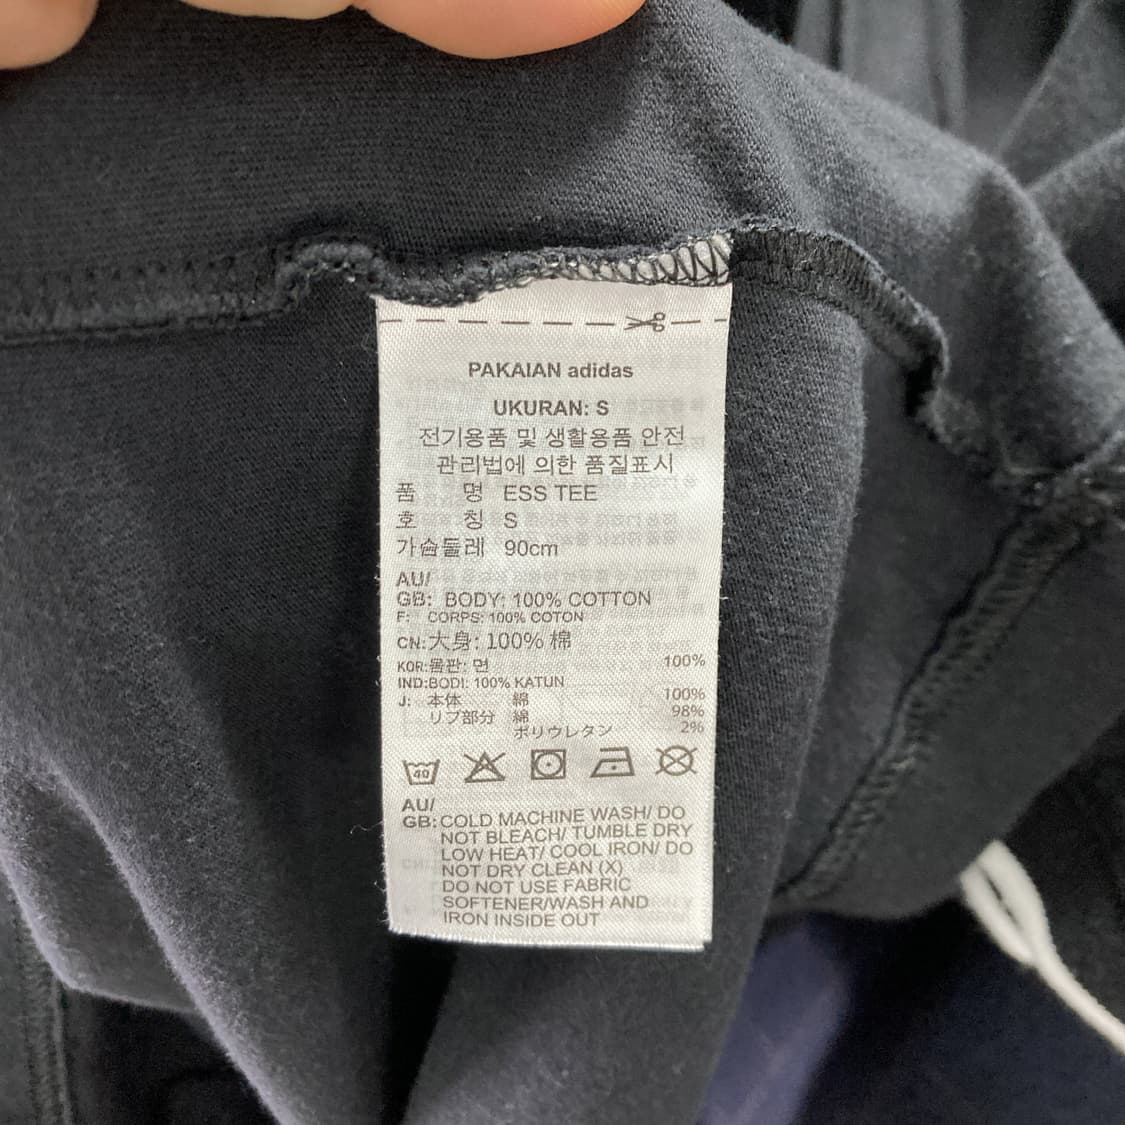 PAKAIAN adidas
UKURAN: S
전기용품 및 생활용품 안전
관리법에 의한 품질표시
품 명 ESS TEE
호 칭 S
가슴둘레 90cm
AU/
GB: BODY: 100% COTTON
F: CORPS: 100% COTON
CN: 大身: 100% 棉
KOR: 몸판: 면 100%
IND: BODI: 100% KATUN
J: 本体 綿 100%
リブ部分 綿 98%
ポリウレタン 2%
40
AU/
GB: COLD MACHINE WASH/ DO
NOT BLEACH/ TUMBLE DRY
LOW HEAT/ COOL IRON/ DO
NOT DRY CLEAN (X)
DO NOT USE FABRIC
SOFTENER/WASH AND
IRON INSIDE OUT